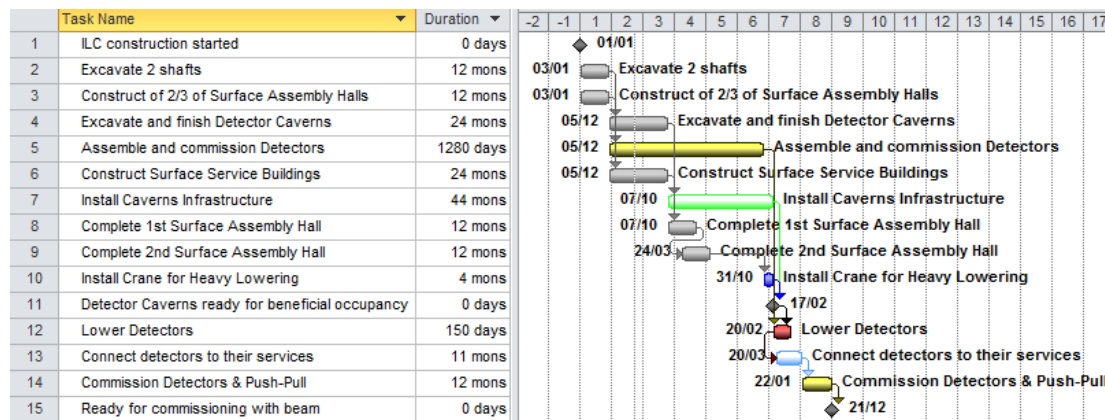 Task Name Duration -2 -1 1 2 3 4 5 6 7 8 9 10 11 12 13 14 15 16 17
1 ILC construction started 0 days 01/01
2 Excavate 2 shafts 12 mons 03/01 Excavate 2 shafts
3 Construct of 2/3 of Surface Assembly Halls 12 mons 03/01 Construct of 2/3 of Surface Assembly Halls
4 Excavate and finish Detector Caverns 24 mons 05/12 Excavate and finish Detector Caverns
5 Assemble and commission Detectors 1280 days 05/12 Assemble and commission Detectors
6 Construct Surface Service Buildings 24 mons 05/12 Construct Surface Service Buildings
7 Install Caverns Infrastructure 44 mons 07/10 Install Caverns Infrastructure
8 Complete 1st Surface Assembly Hall 12 mons 07/10 Complete 1st Surface Assembly Hall
9 Complete 2nd Surface Assembly Hall 12 mons 24/03 Complete 2nd Surface Assembly Hall
10 Install Crane for Heavy Lowering 4 mons 31/10 Install Crane for Heavy Lowering
11 Detector Caverns ready for beneficial occupancy 0 days 17/02
12 Lower Detectors 150 days 20/02 Lower Detectors
13 Connect detectors to their services 11 mons 20/03 Connect detectors to their services
14 Commission Detectors & Push-Pull 12 mons 22/01 Commission Detectors & Push-Pull
15 Ready for commissioning with beam 0 days 21/12